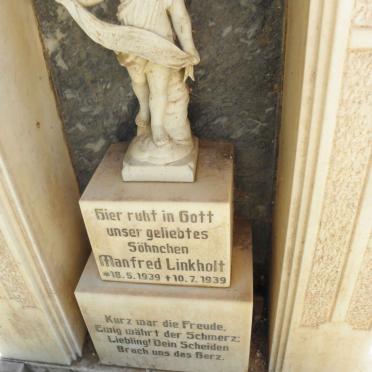 Hier ruht in Gott
unser geliebtes
Söhnchen
Manfred Linkholt
*18.5.1939 †10.7.1939
Kurz war die Freude,
Ewig währt der Schmerz;
Liebling! Dein Scheiden
Brach uns das Herz.